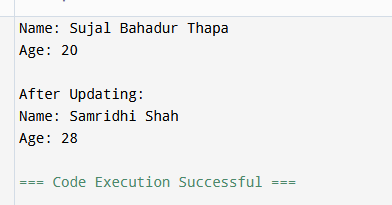 Name: Sujal Bahadur Thapa
Age: 20
After Updating:
Name: Samridhi Shah
Age: 28
=== Code Execution Successful ===